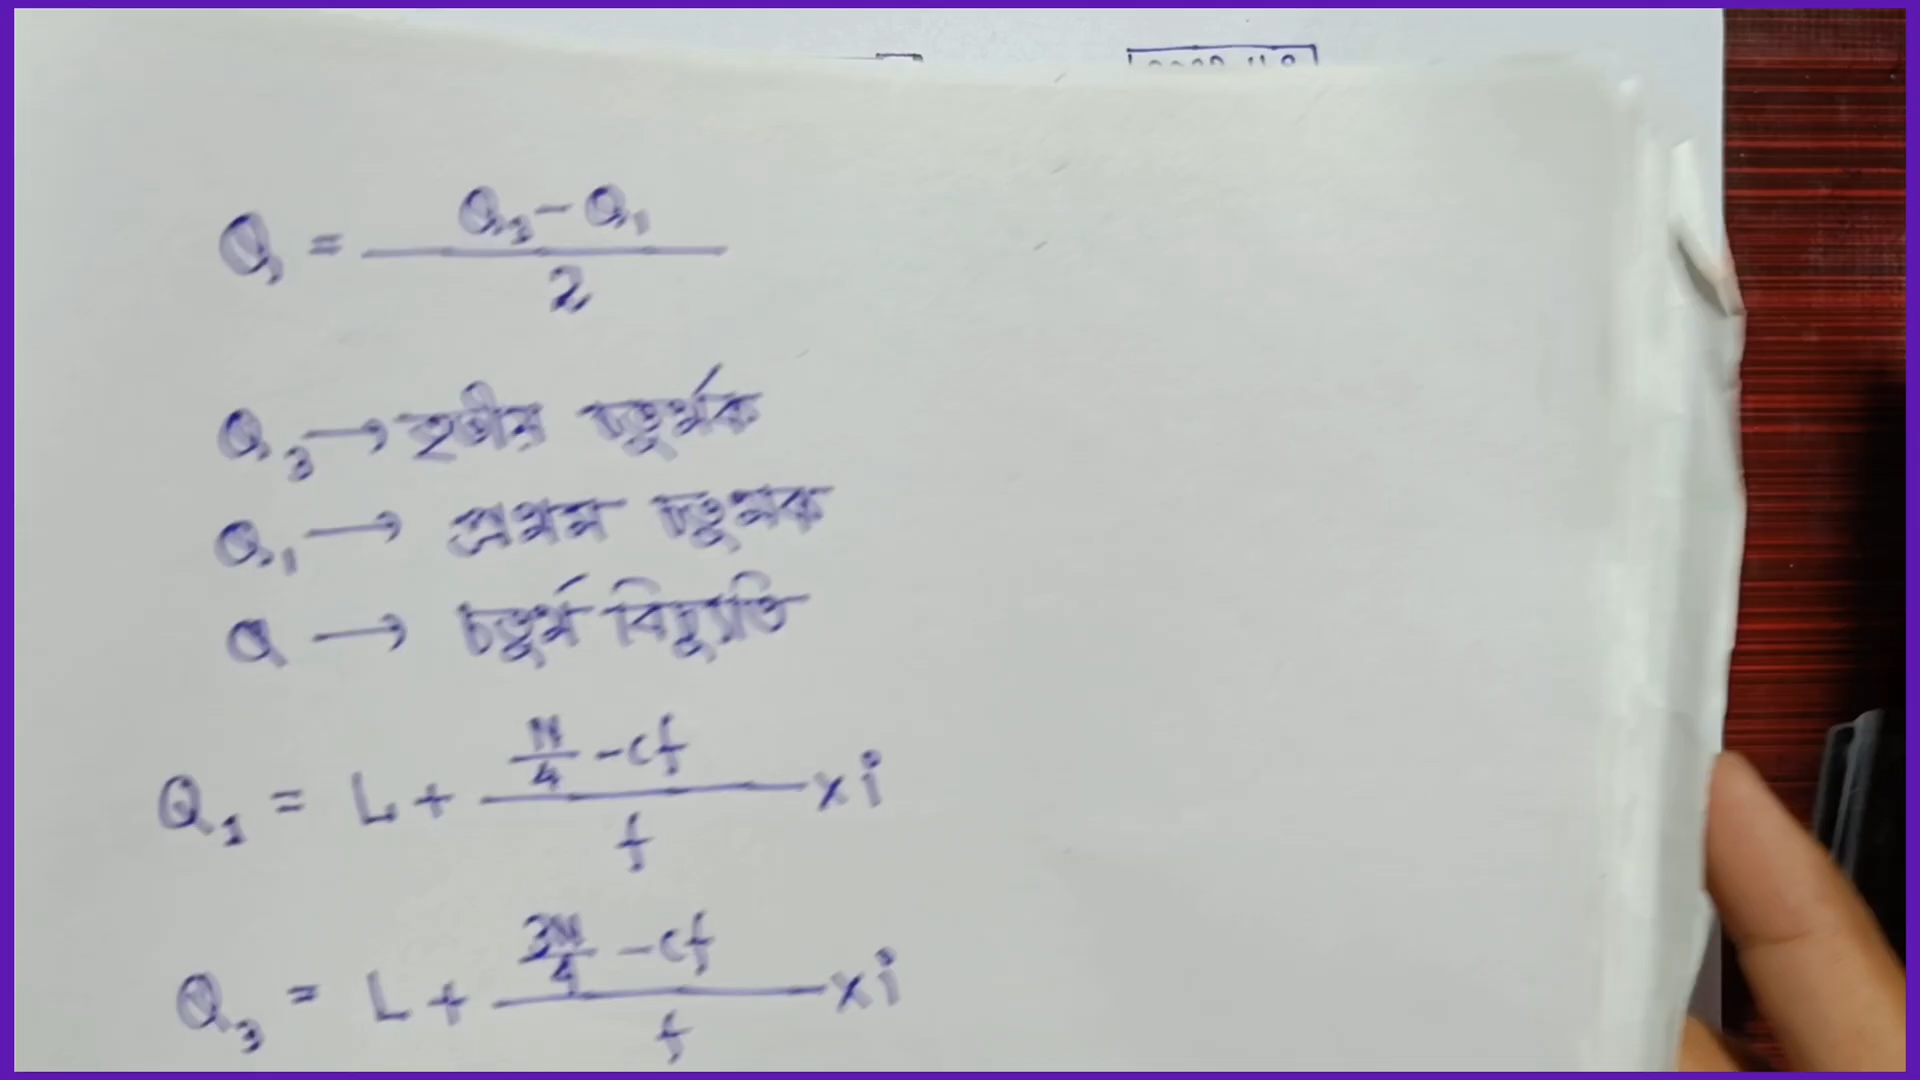 Q = (Q₃ - Q₁) / 2
Q₃ → তৃতীয় চতুর্থক
Q₁ → প্রথম চতুর্থক
Q → চতুর্থ বিচ্যুতি
Q₁ = L + (N/4 - cf) / f × i
Q₃ = L + (3N/4 - cf) / f × i